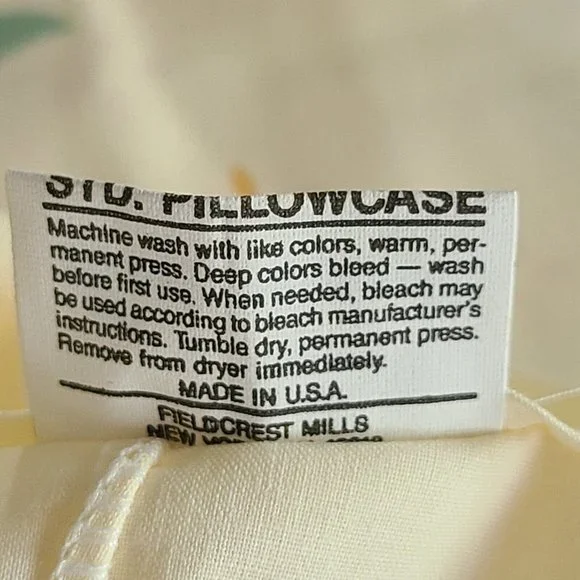 STD. PILLOWCASE
Machine wash with like colors, warm, per-
manent press. Deep colors bleed — wash
before first use. When needed, bleach may
be used according to bleach manufacturer's
instructions. Tumble dry, permanent press.
Remove from dryer immediately.
MADE IN U.S.A.
FIELDCREST MILLS
NEW